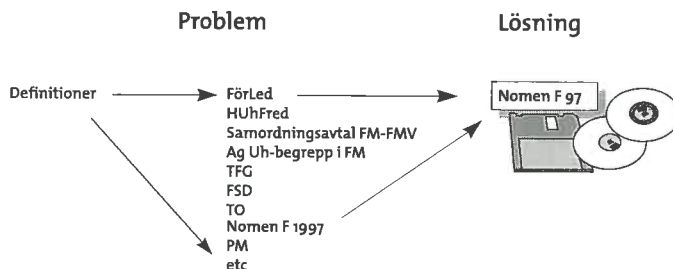 Problem
Lösning
Definitioner
FörLed
HUhFred
Samordningsavtal FM-FMV
Ag Uh-begrepp i FM
TFG
FSD
TO
Nomen F 1997
PM
etc
Nomen F 97